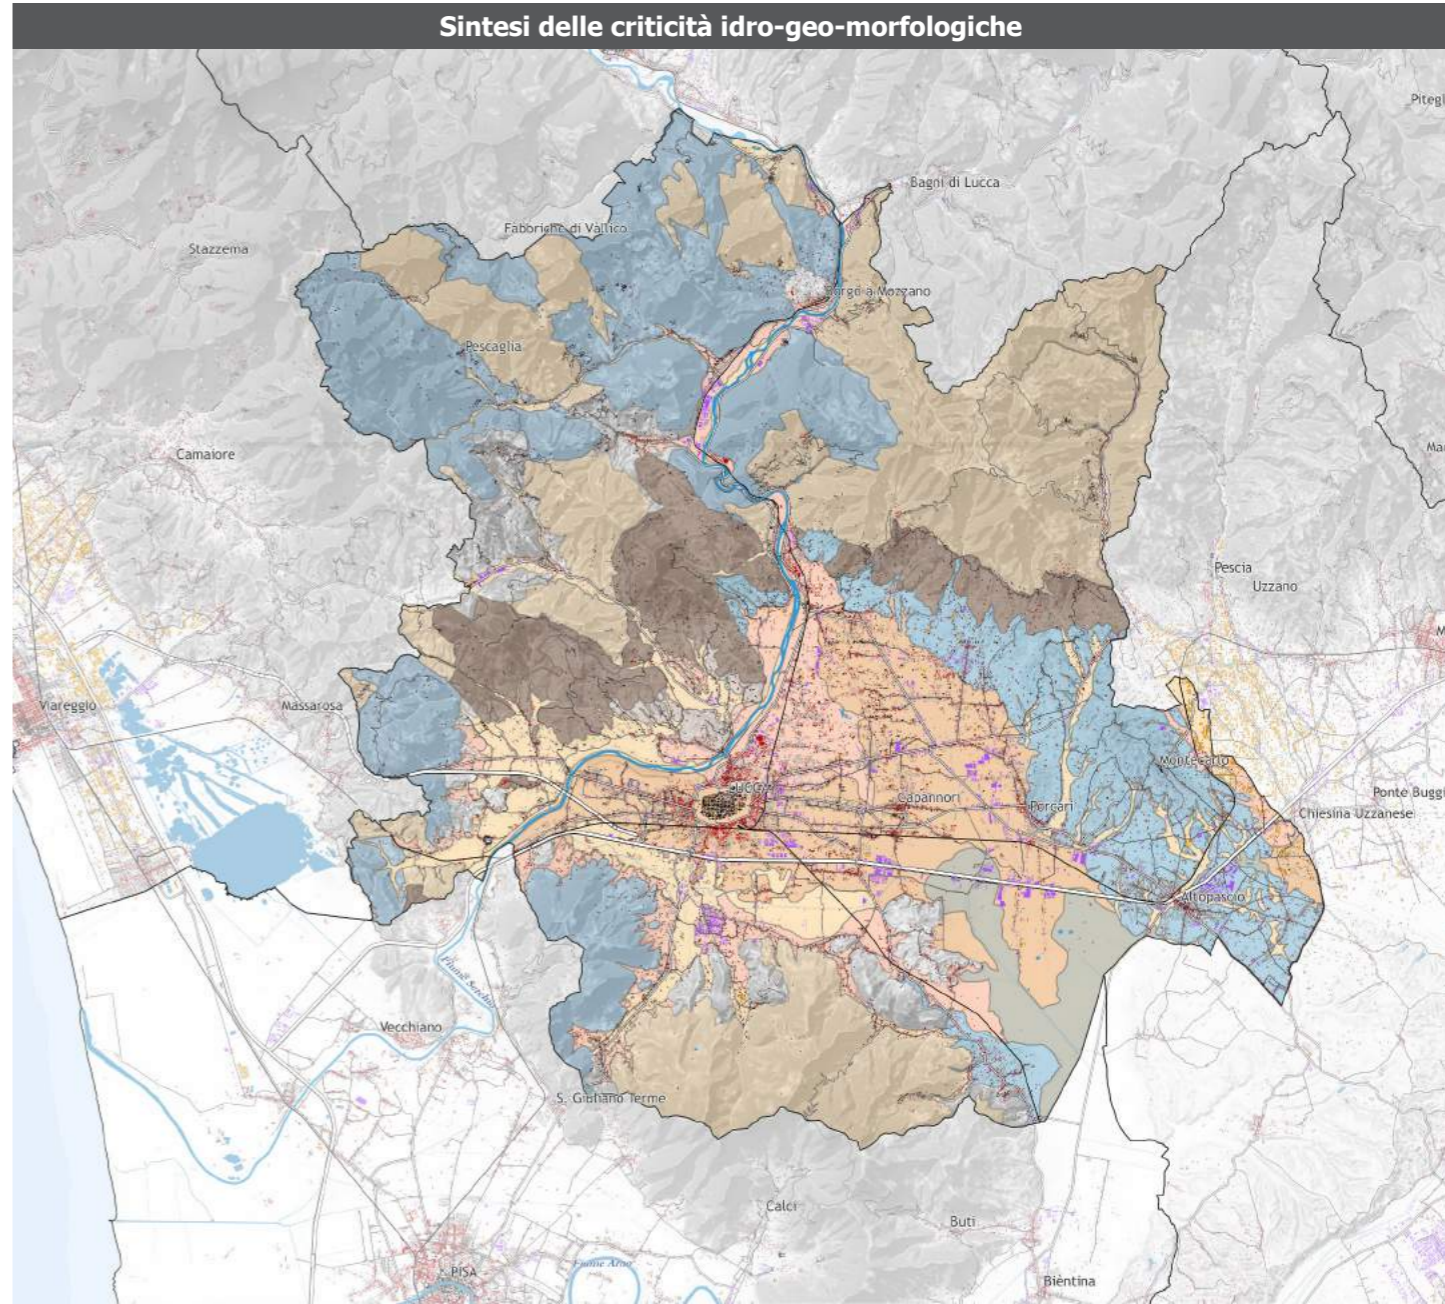 Sintesi delle criticità idro-geo-morfologiche
Pitegl
Bagni di Lucca
Fabbriche di Vallico
Stazzema
Borgo a Mozzano
Pescaglia
Camaiore
Ma
Pescia
Uzzano
M
Viareggio
Massarosa
Montecarlo
LUCCA
Capannori
Porcari
Ponte Buggi
Chiesina Uzzanese
Altopascio
Fiume Serchio
Vecchiano
S. Giuliano Terme
Calci
Buti
PISA
Fiume Arno
Bientina